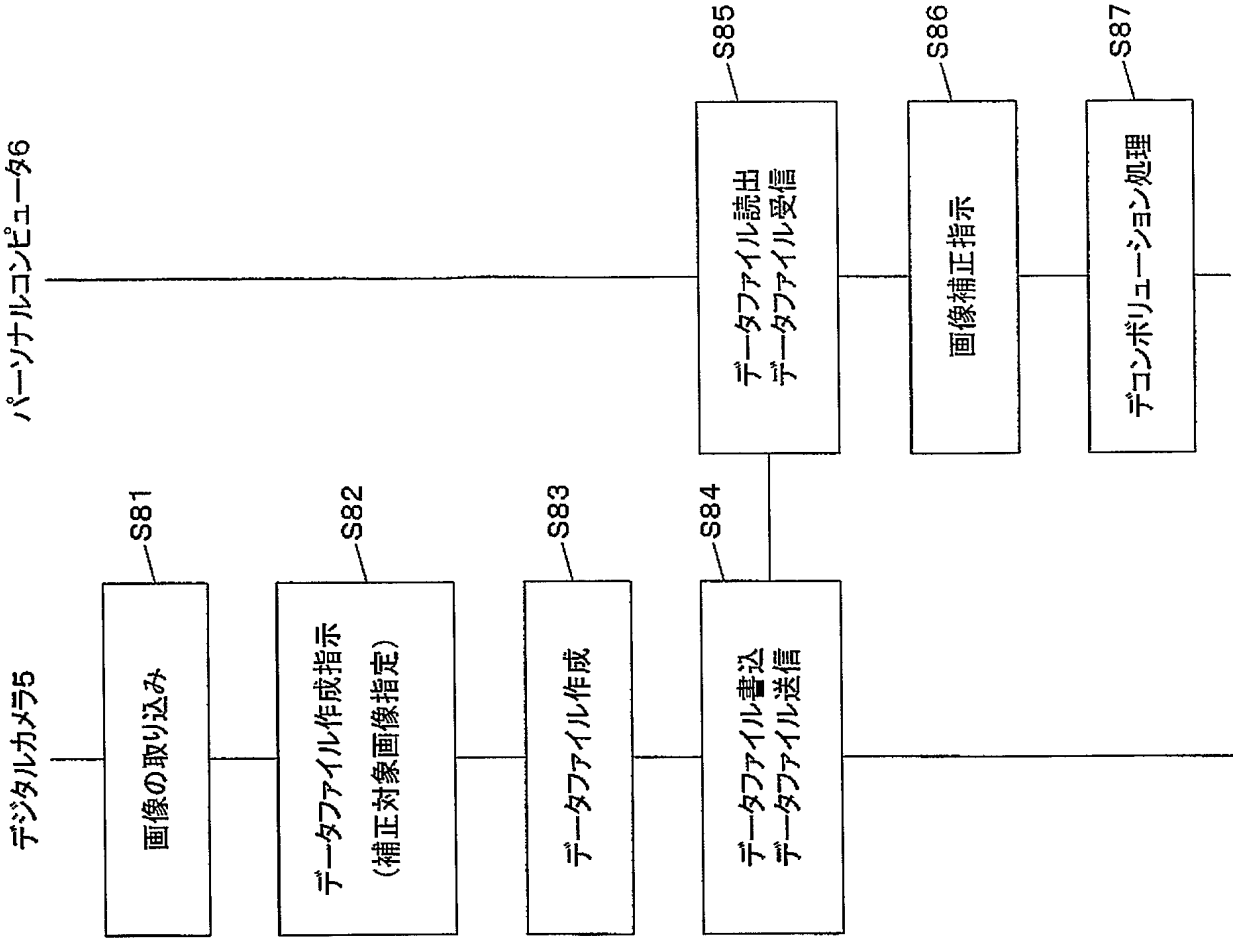 デジタルカメラ5
画像の取り込み
S81
データファイル作成指示
(補正対象画像指定)
S82
データファイル作成
S83
データファイル書込
データファイル送信
S84
パーソナルコンピュータ6
データファイル読出
データファイル受信
S85
画像補正指示
S86
デコンボリューション処理
S87